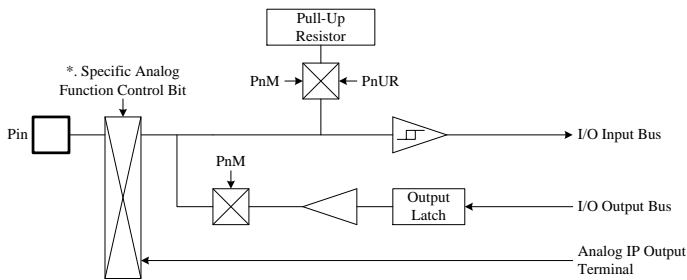 Pull-Up
Resistor
*. Specific Analog
Function Control Bit
PnM
PnUR
Pin
I/O Input Bus
PnM
Output
Latch
I/O Output Bus
Analog IP Output
Terminal